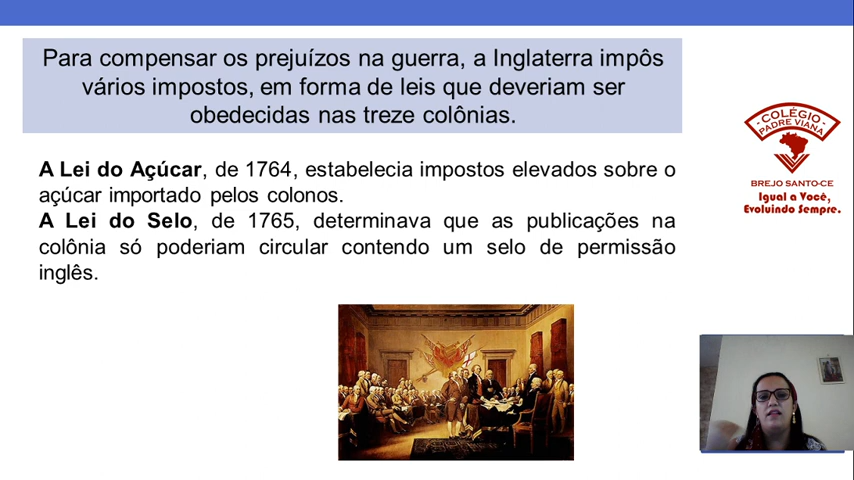 Para compensar os prejuízos na guerra, a Inglaterra impôs
vários impostos, em forma de leis que deveriam ser
obedecidas nas treze colônias.
A Lei do Açúcar, de 1764, estabelecia impostos elevados sobre o
açúcar importado pelos colonos.
A Lei do Selo, de 1765, determinava que as publicações na
colônia só poderiam circular contendo um selo de permissão
inglês.
COLÉGIO
PADRE VIANA
BREJO SANTO-CE
Igual a Você,
Evoluindo Sempre.